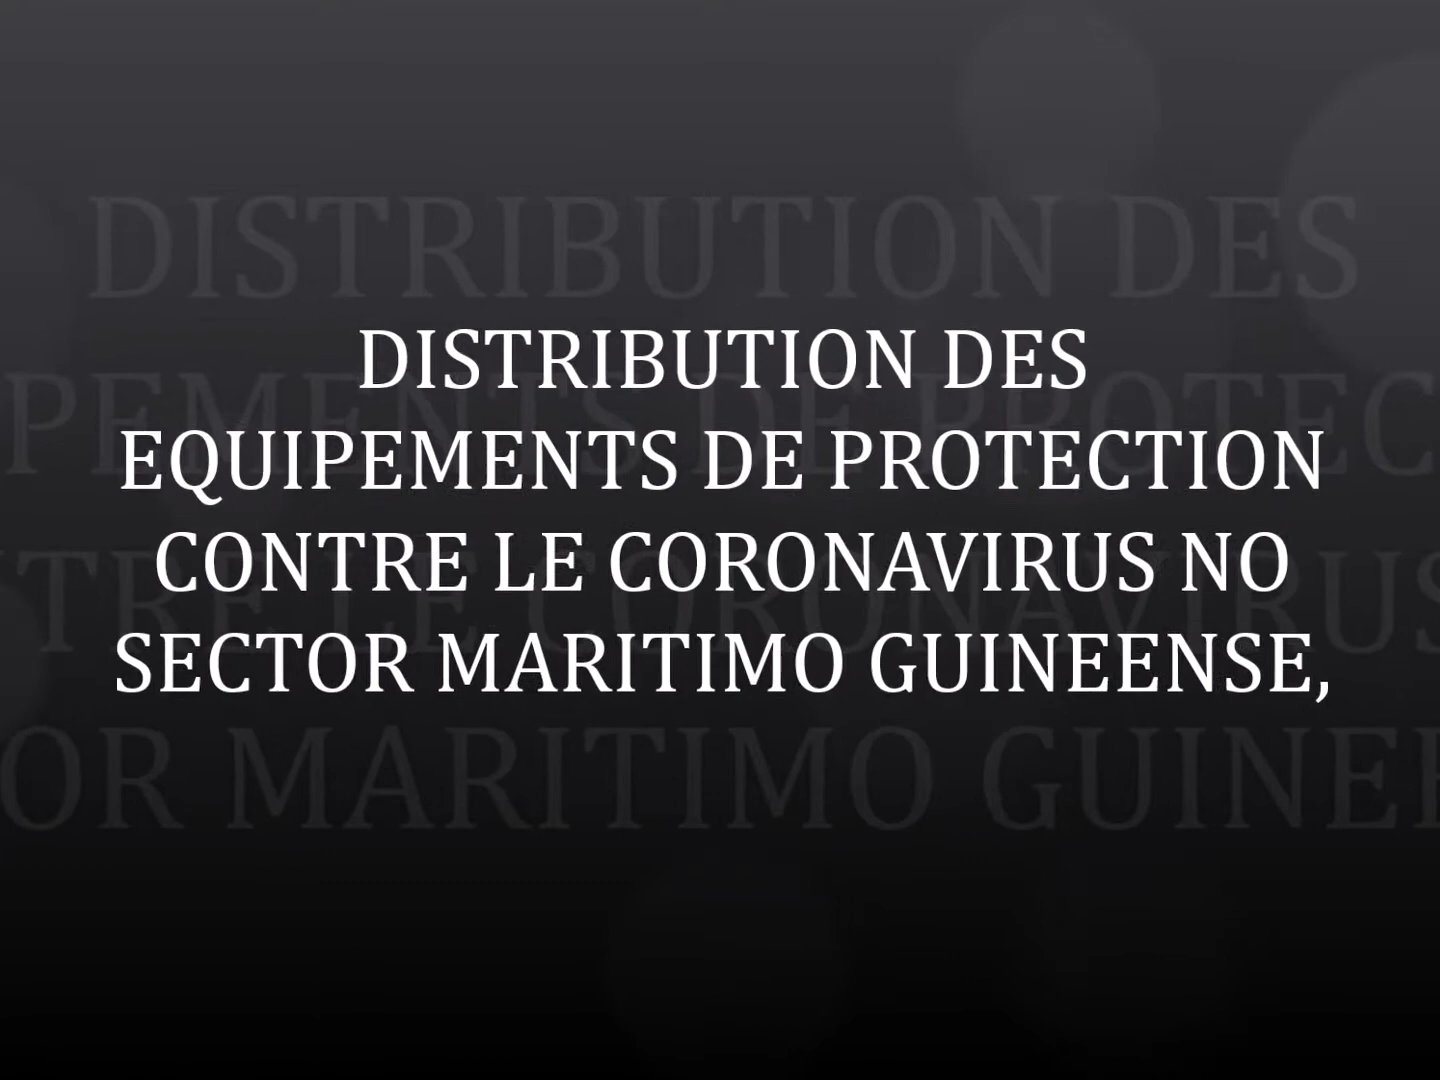 DISTRIBUTION DES
EQUIPEMENTS DE PROTECTION
CONTRE LE CORONAVIRUS NO
SECTOR MARITIMO GUINEENSE,